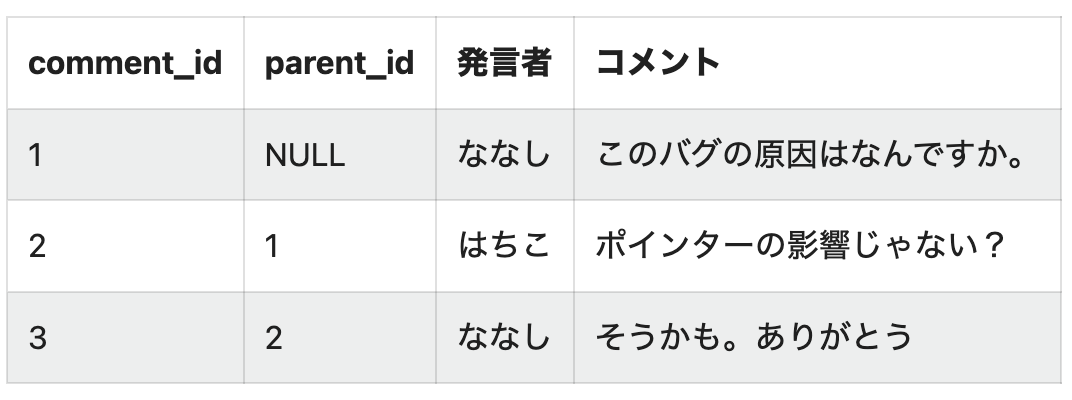 comment_id parent_id 発言者 コメント
1 NULL ななし このバグの原因はなんですか。
2 1 はちこ ポインターの影響じゃない？
3 2 ななし そうかも。ありがとう